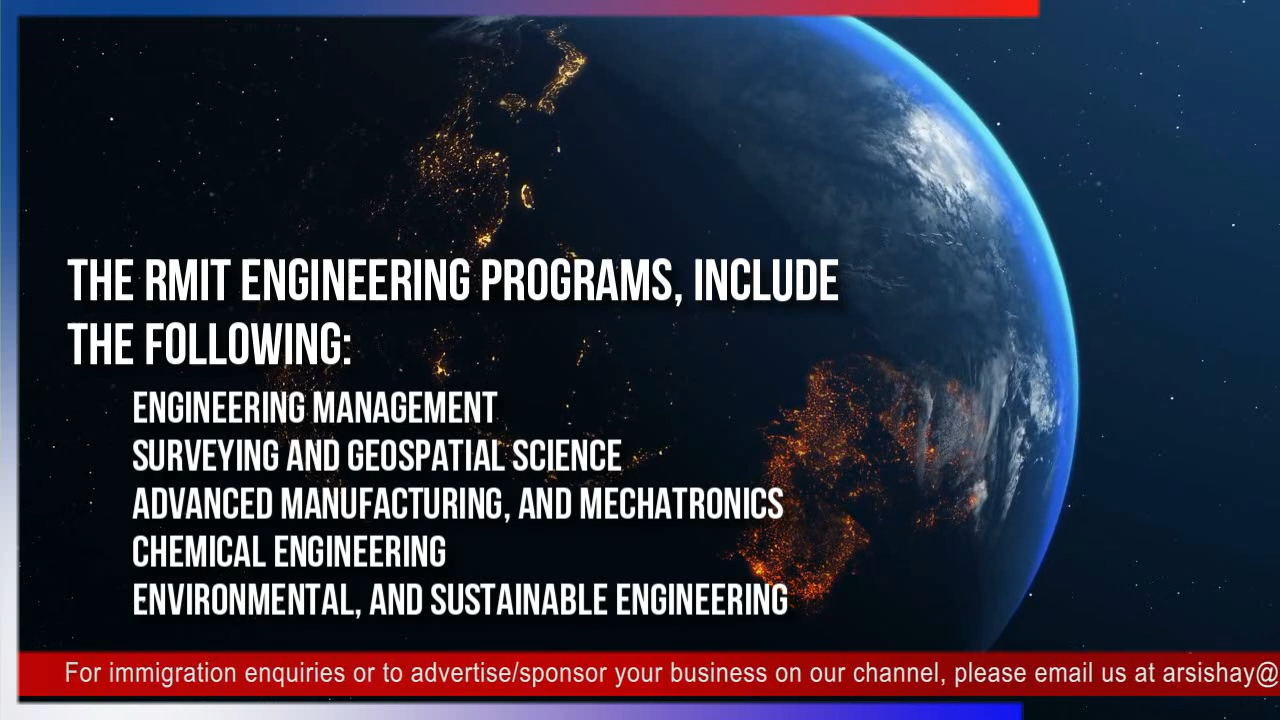 THE RMIT ENGINEERING PROGRAMS, INCLUDE
THE FOLLOWING:
ENGINEERING MANAGEMENT
SURVEYING AND GEOSPATIAL SCIENCE
ADVANCED MANUFACTURING, AND MECHATRONICS
CHEMICAL ENGINEERING
ENVIRONMENTAL, AND SUSTAINABLE ENGINEERING
For immigration enquiries or to advertise/sponsor your business on our channel, please email us at arsishay@